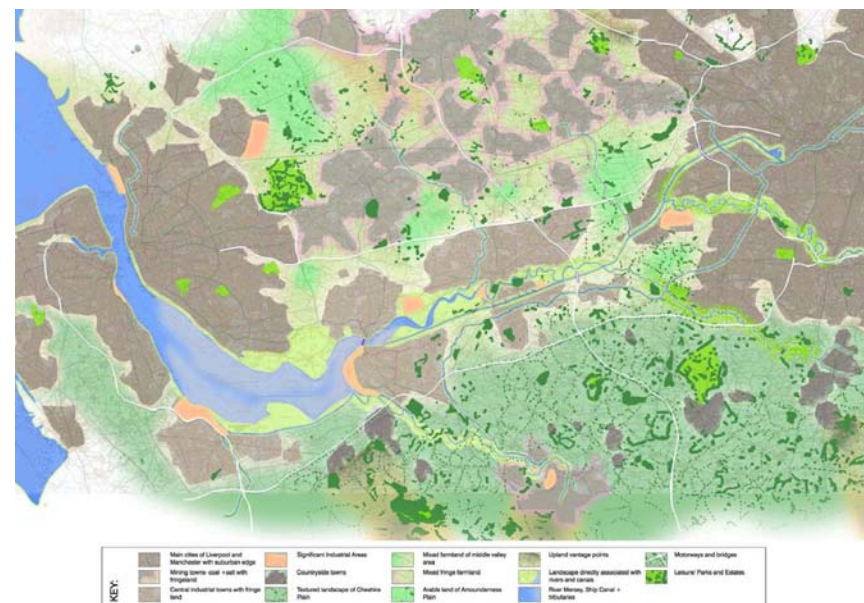 KEY:
Main cities of Liverpool and
Manchester with suburban edge
Mining towns- coal + salt with
fringeland
Central industrial towns with fringe
land
Significant Industrial Areas
Countryside towns
Textured landscape of Cheshire
Plain
Mixed farmland of middle valley
area
Mixed fringe farmland
Arable land of Amounderness
Plain
Upland vantage points
Landscape directly associated with
rivers and canals
River Mersey, Ship Canal +
tributaries
Motorways and bridges
Leisure/ Parks and Estates